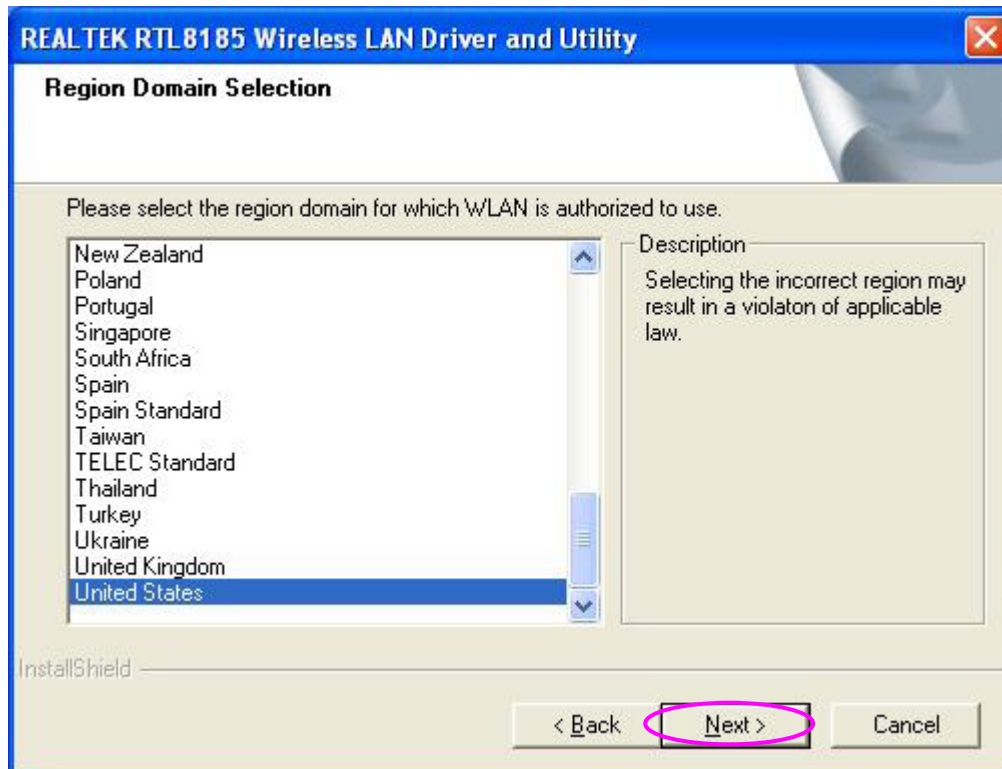 REALTEK RTL8185 Wireless LAN Driver and Utility
Region Domain Selection
Please select the region domain for which WLAN is authorized to use.
New Zealand
Poland
Portugal
Singapore
South Africa
Spain
Spain Standard
Taiwan
TELEC Standard
Thailand
Turkey
Ukraine
United Kingdom
United States
Description
Selecting the incorrect region may
result in a violaton of applicable
law.
InstallShield
< Back
Next >
Cancel